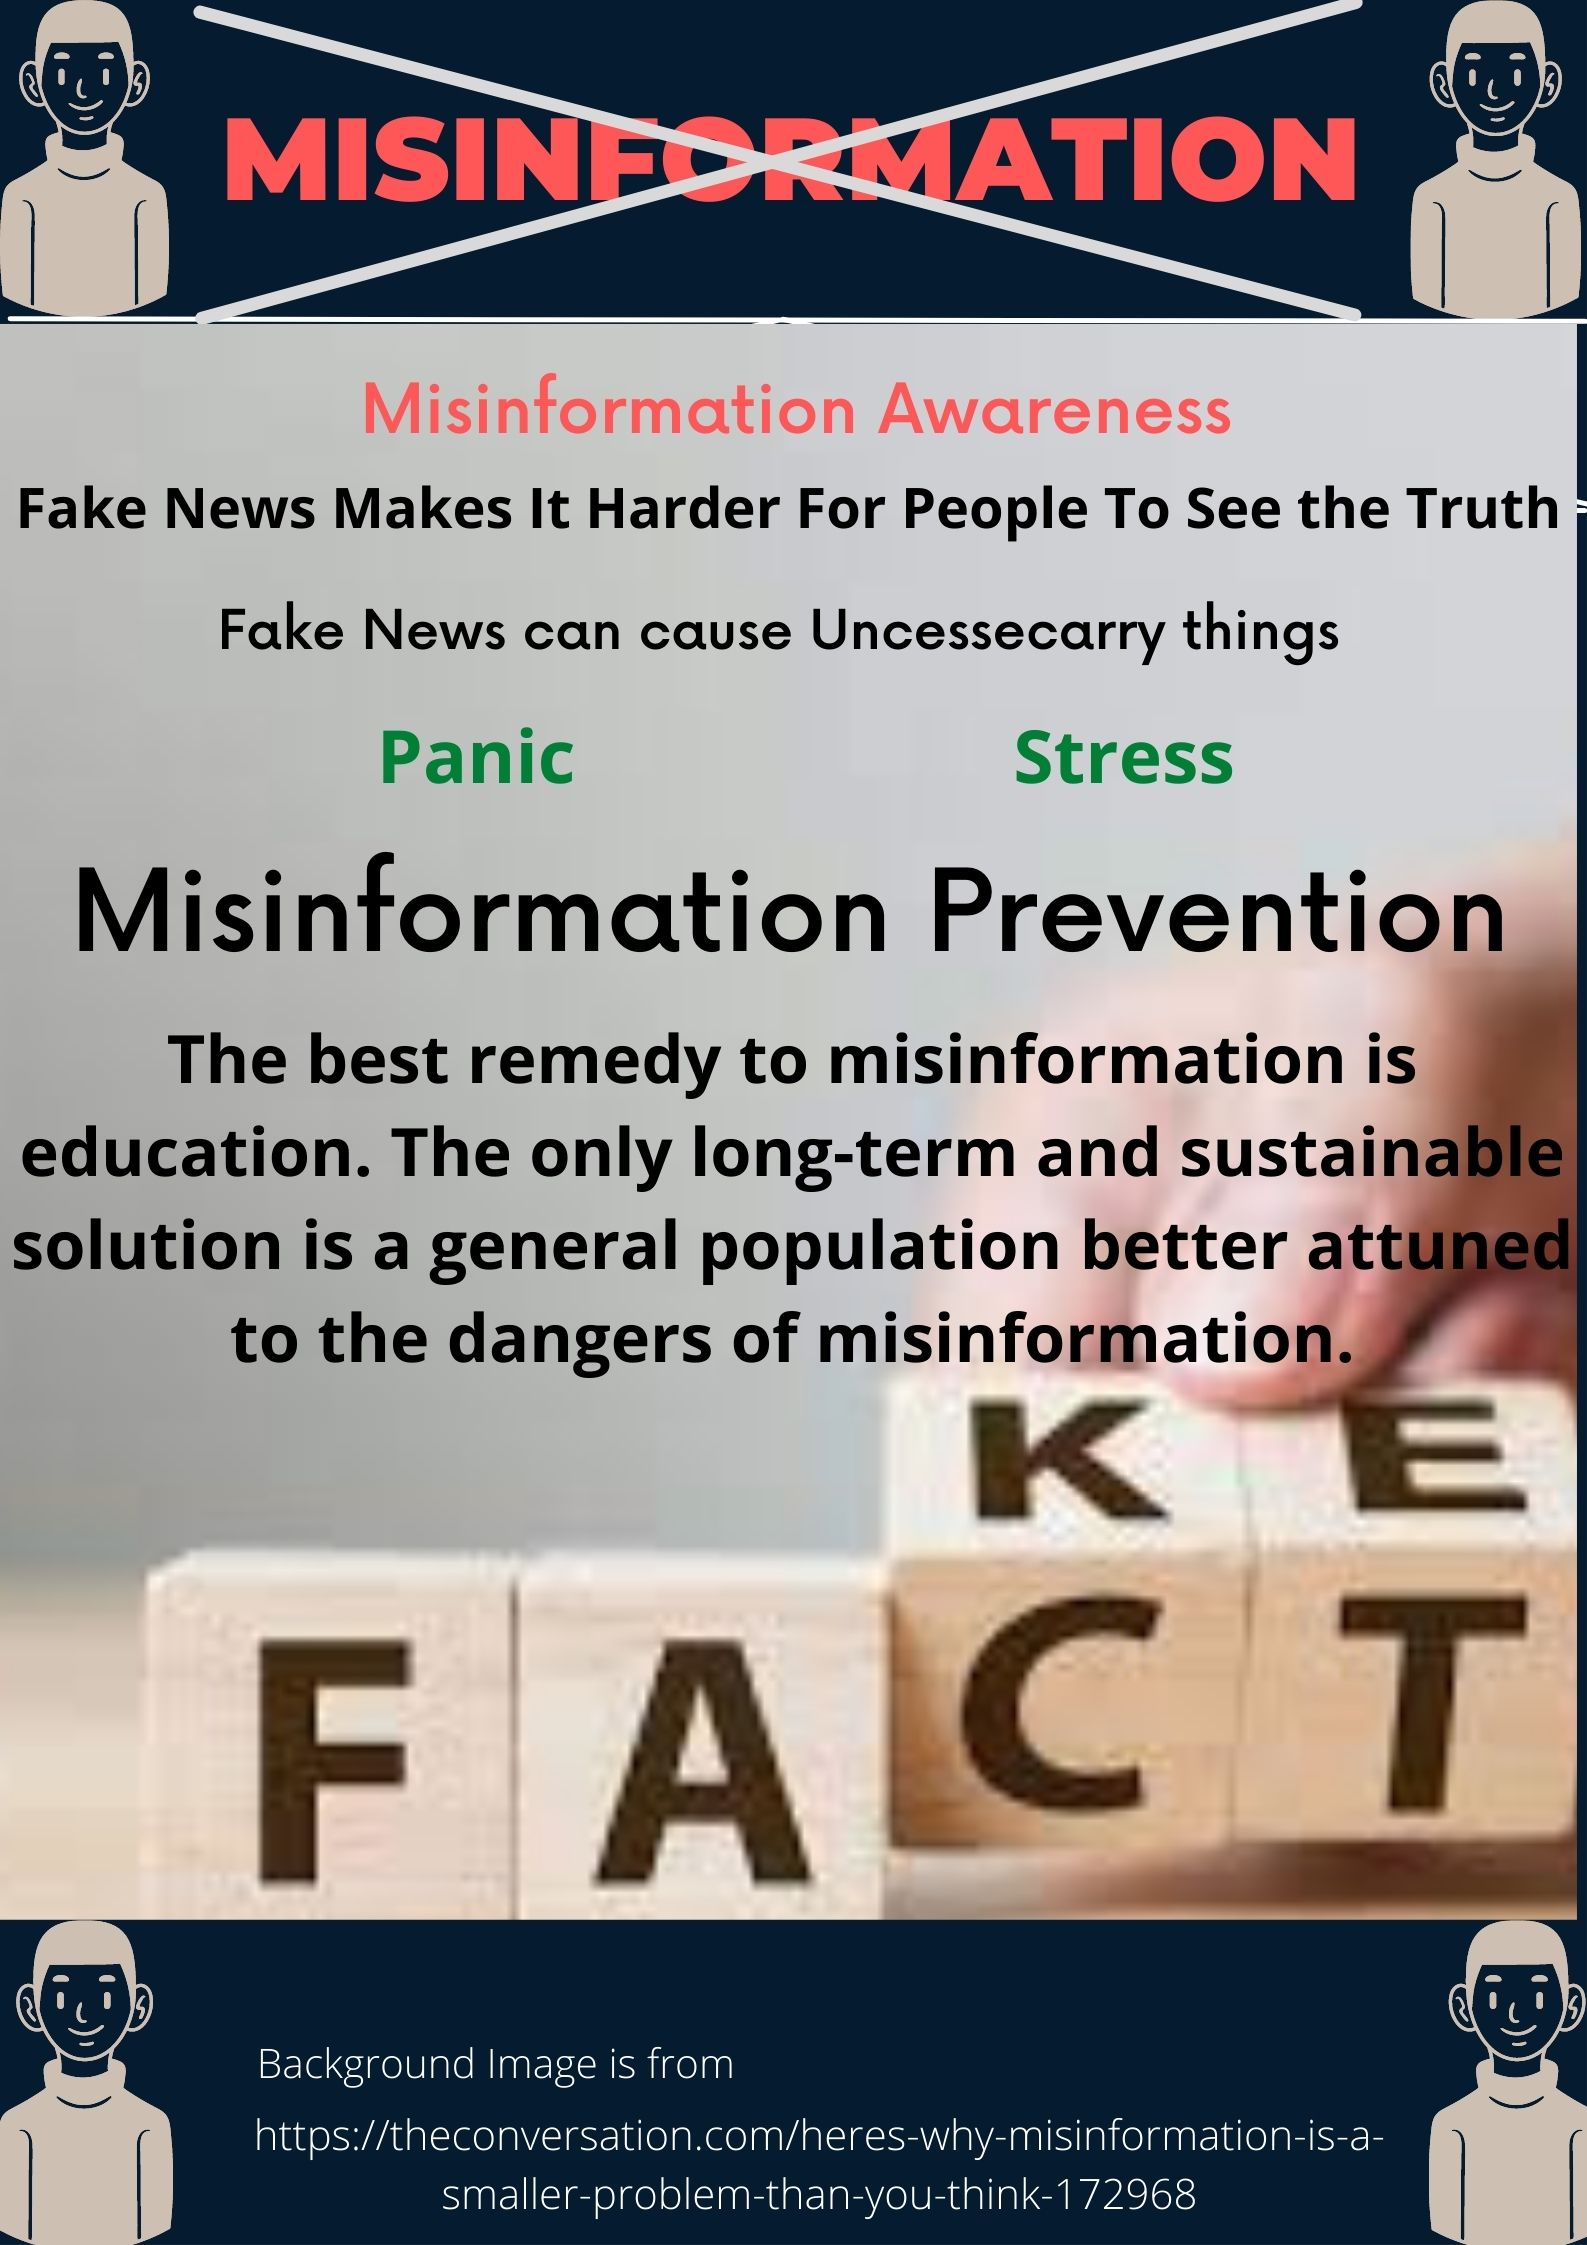 MISINFORMATION
Misinformation Awareness
Fake News Makes It Harder For People To See the Truth
Fake News can cause Uncessecarry things
Panic Stress
Misinformation Prevention
The best remedy to misinformation is
education. The only long-term and sustainable
solution is a general population better attuned
to the dangers of misinformation.
K E
F A C T
Background Image is from
https://theconversation.com/heres-why-misinformation-is-a-
smaller-problem-than-you-think-172968